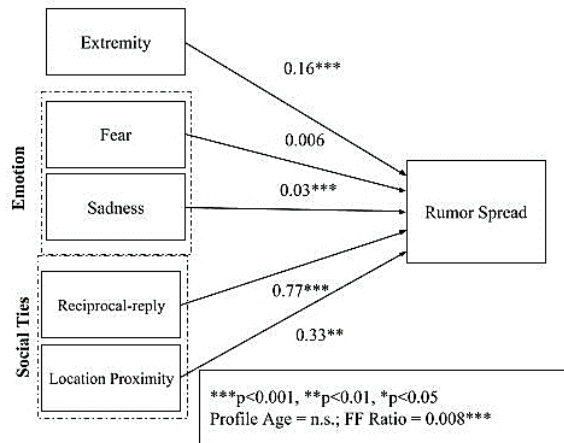 Extremity
0.16***
Emotion
Fear
0.006
Sadness
0.03***
Rumor Spread
Social Ties
Reciprocal-reply
0.77***
Location Proximity
0.33**
***p<0.001, **p<0.01, *p<0.05
Profile Age = n.s.; FF Ratio = 0.008***